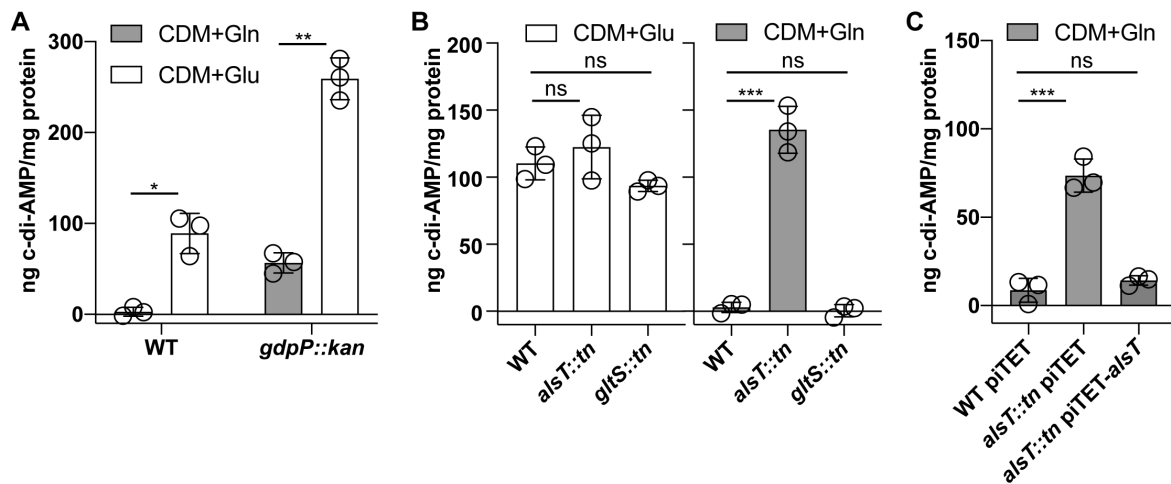 A
CDM+Gln
CDM+Glu
ng c-di-AMP/mg protein
300
200
100
0
*
**
WT
gdpP::kan
B
CDM+Glu
CDM+Gln
ng c-di-AMP/mg protein
200
150
100
50
0
ns
ns
ns
***
WT
alsT::tn
gltS::tn
WT
alsT::tn
gltS::tn
C
CDM+Gln
ng c-di-AMP/mg protein
150
100
50
0
ns
***
WT piTET
alsT::tn piTET
alsT::tn piTET-alsT